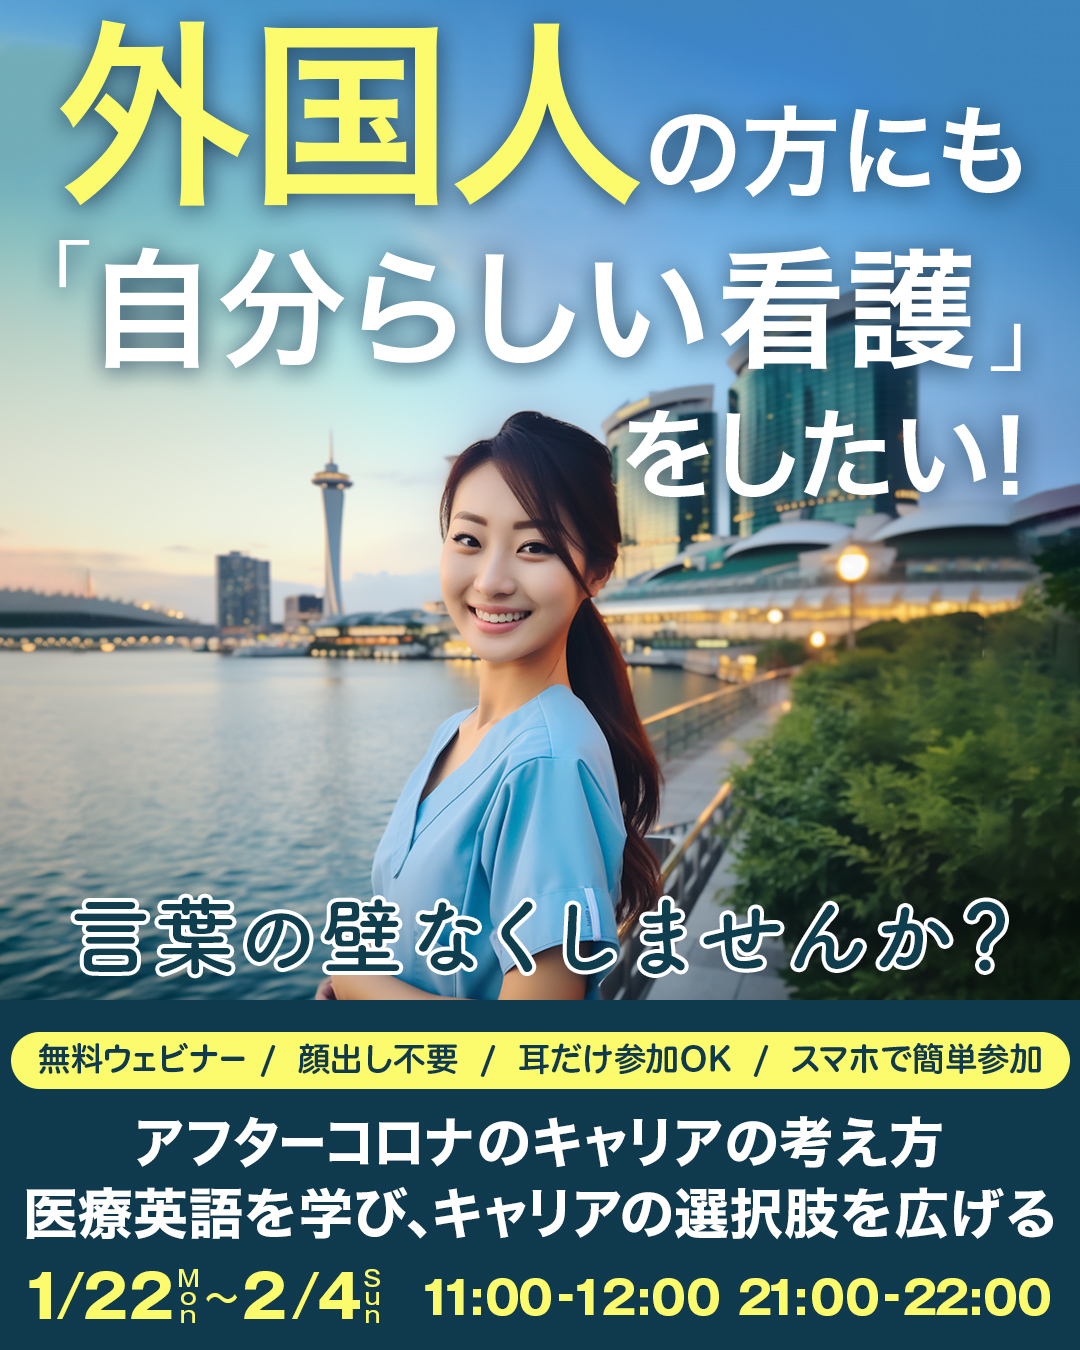 外国人の方にも
「自分らしい看護」
をしたい!
言葉の壁なくしませんか?
無料ウェビナー / 顔出し不要 / 耳だけ参加OK / スマホで簡単参加
アフターコロナのキャリアの考え方
医療英語を学び、キャリアの選択肢を広げる
1/22Mon～2/4Sun 11:00-12:00 21:00-22:00